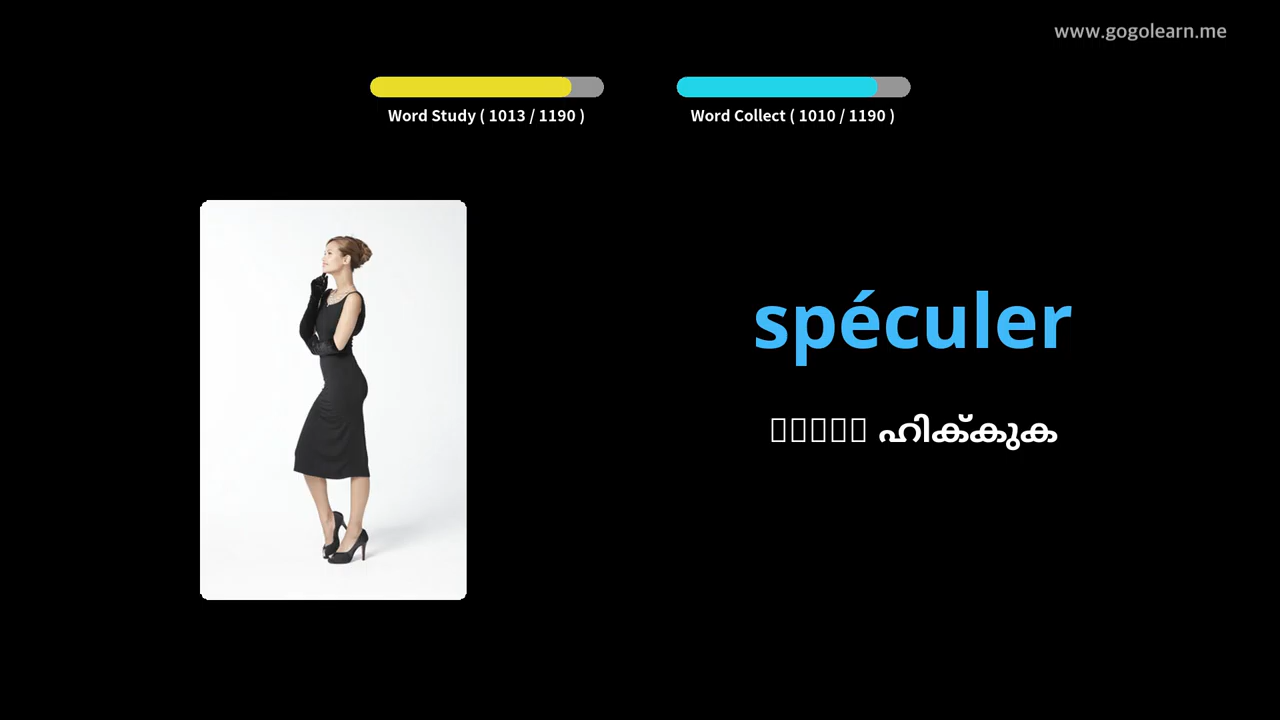 www.gogolearn.me
Word Study ( 1013 / 1190 )
Word Collect ( 1010 / 1190 )
spéculer
ഹിക്കുക